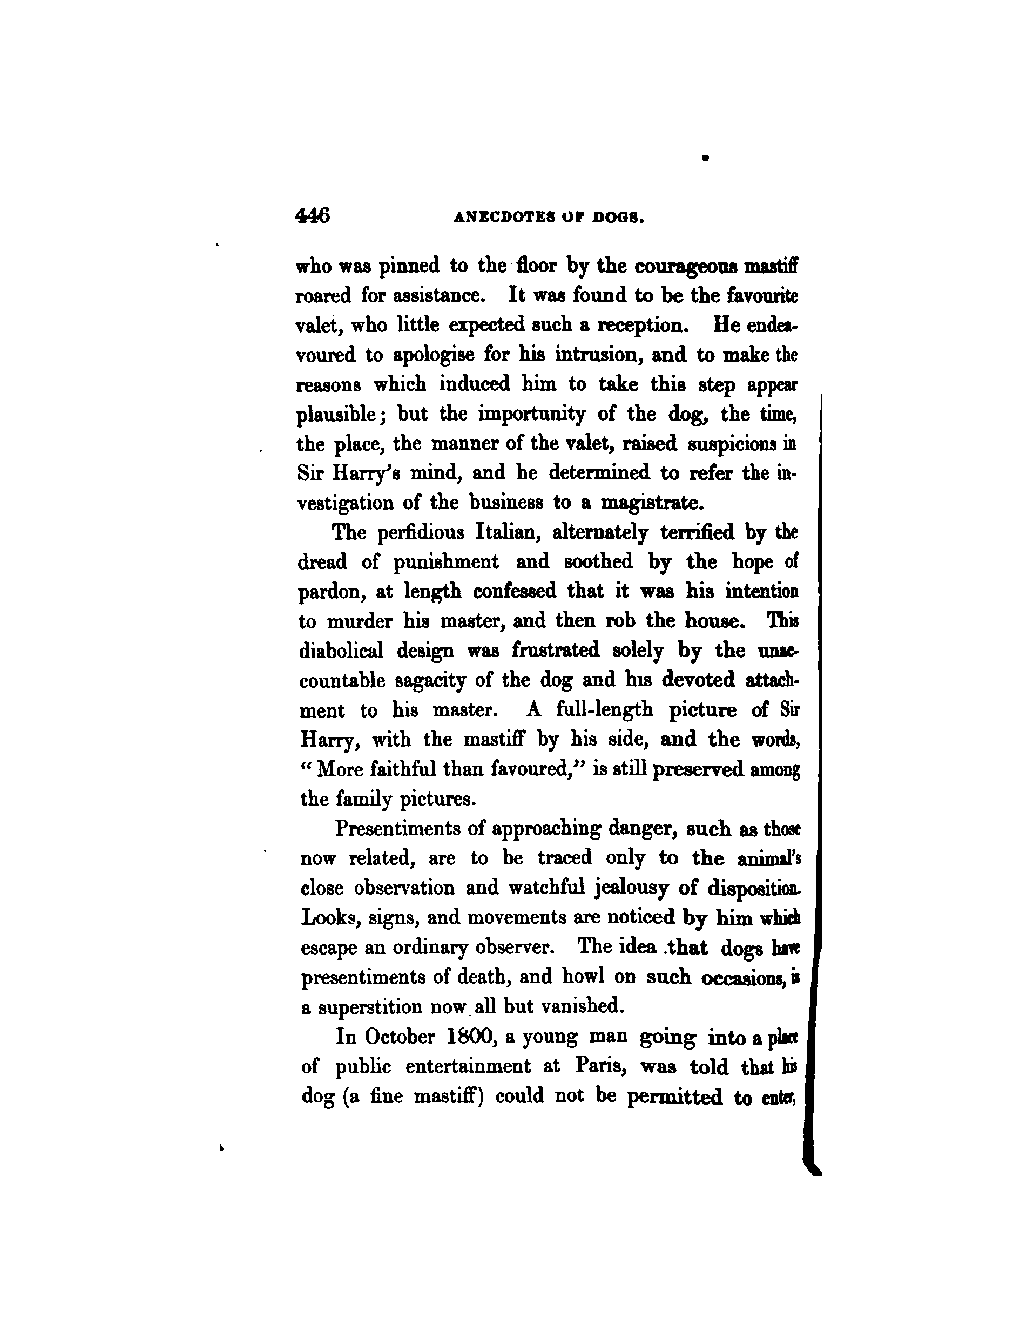 446 ANECDOTES OF DOGS.
who was pinned to the floor by the courageous mastiff
roared for assistance. It was found to be the favourite
valet, who little expected such a reception. He endea-
voured to apologise for his intrusion, and to make the
reasons which induced him to take this step appear
plausible; but the importunity of the dog, the time,
the place, the manner of the valet, raised suspicions in
Sir Harry's mind, and he determined to refer the in-
vestigation of the business to a magistrate.
The perfidious Italian, alternately terrified by the
dread of punishment and soothed by the hope of
pardon, at length confessed that it was his intention
to murder his master, and then rob the house. This
diabolical design was frustrated solely by the unac-
countable sagacity of the dog and his devoted attach-
ment to his master. A full-length picture of Sir
Harry, with the mastiff by his side, and the words,
“More faithful than favoured,” is still preserved among
the family pictures.
Presentiments of approaching danger, such as those
now related, are to be traced only to the animal's
close observation and watchful jealousy of disposition.
Looks, signs, and movements are noticed by him which
escape an ordinary observer. The idea that dogs have
presentiments of death, and howl on such occasions, is
a superstition now all but vanished.
In October 1800, a young man going into a place
of public entertainment at Paris, was told that his
dog (a fine mastiff) could not be permitted to enter,